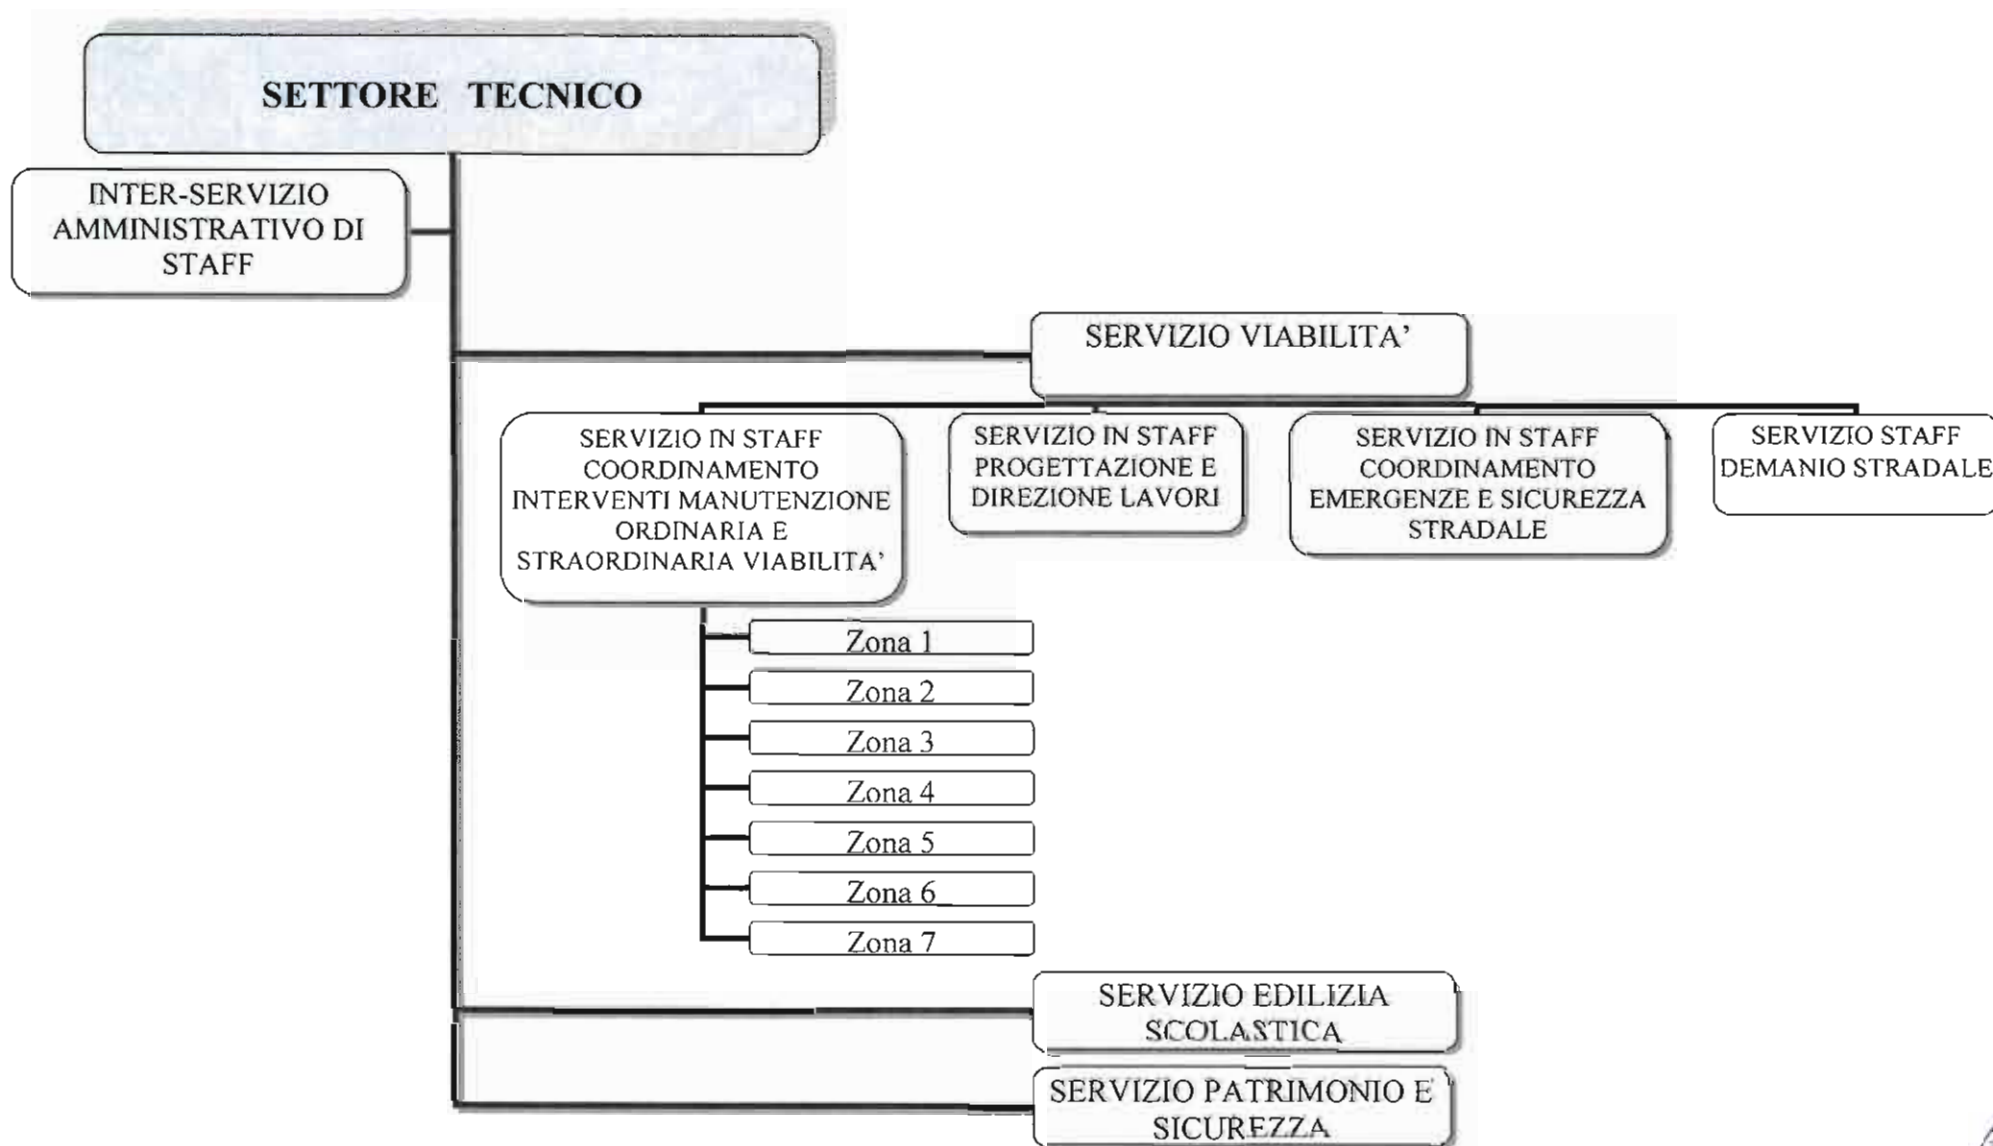 SETTORE TECNICO
INTER-SERVIZIO
AMMINISTRATIVO DI
STAFF
SERVIZIO VIABILITA’
SERVIZIO IN STAFF
COORDINAMENTO
INTERVENTI MANUTENZIONE
ORDINARIA E
STRAORDINARIA VIABILITA’
SERVIZIO IN STAFF
PROGETTAZIONE E
DIREZIONE LAVORI
SERVIZIO IN STAFF
COORDINAMENTO
EMERGENZE E SICUREZZA
STRADALE
SERVIZIO STAFF
DEMANIO STRADALE
Zona 1
Zona 2
Zona 3
Zona 4
Zona 5
Zona 6
Zona 7
SERVIZIO EDILIZIA
SCOLASTICA
SERVIZIO PATRIMONIO E
SICUREZZA